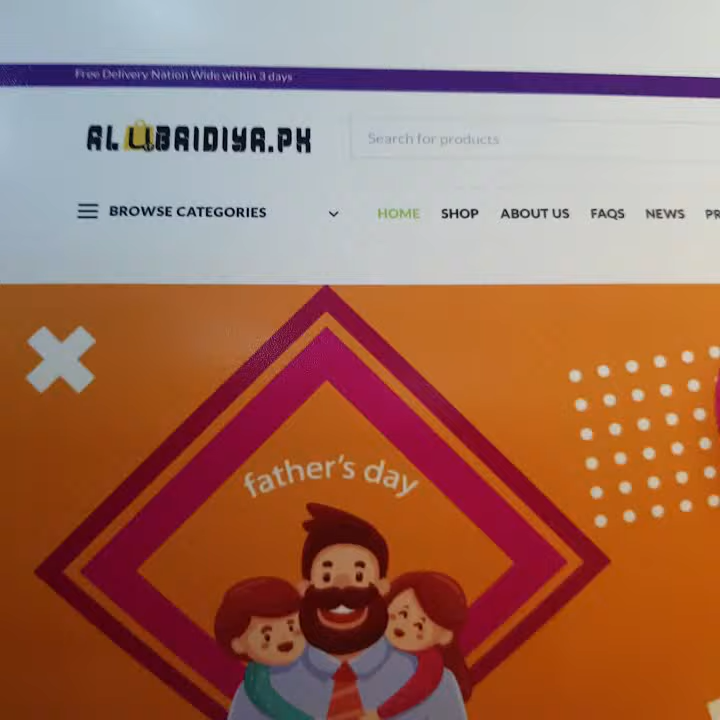 Free Delivery Nation Wide within 3 days
ALUBAIDIYA.PK
Search for products
BROWSE CATEGORIES
HOME SHOP ABOUT US FAQS NEWS PR
father's day